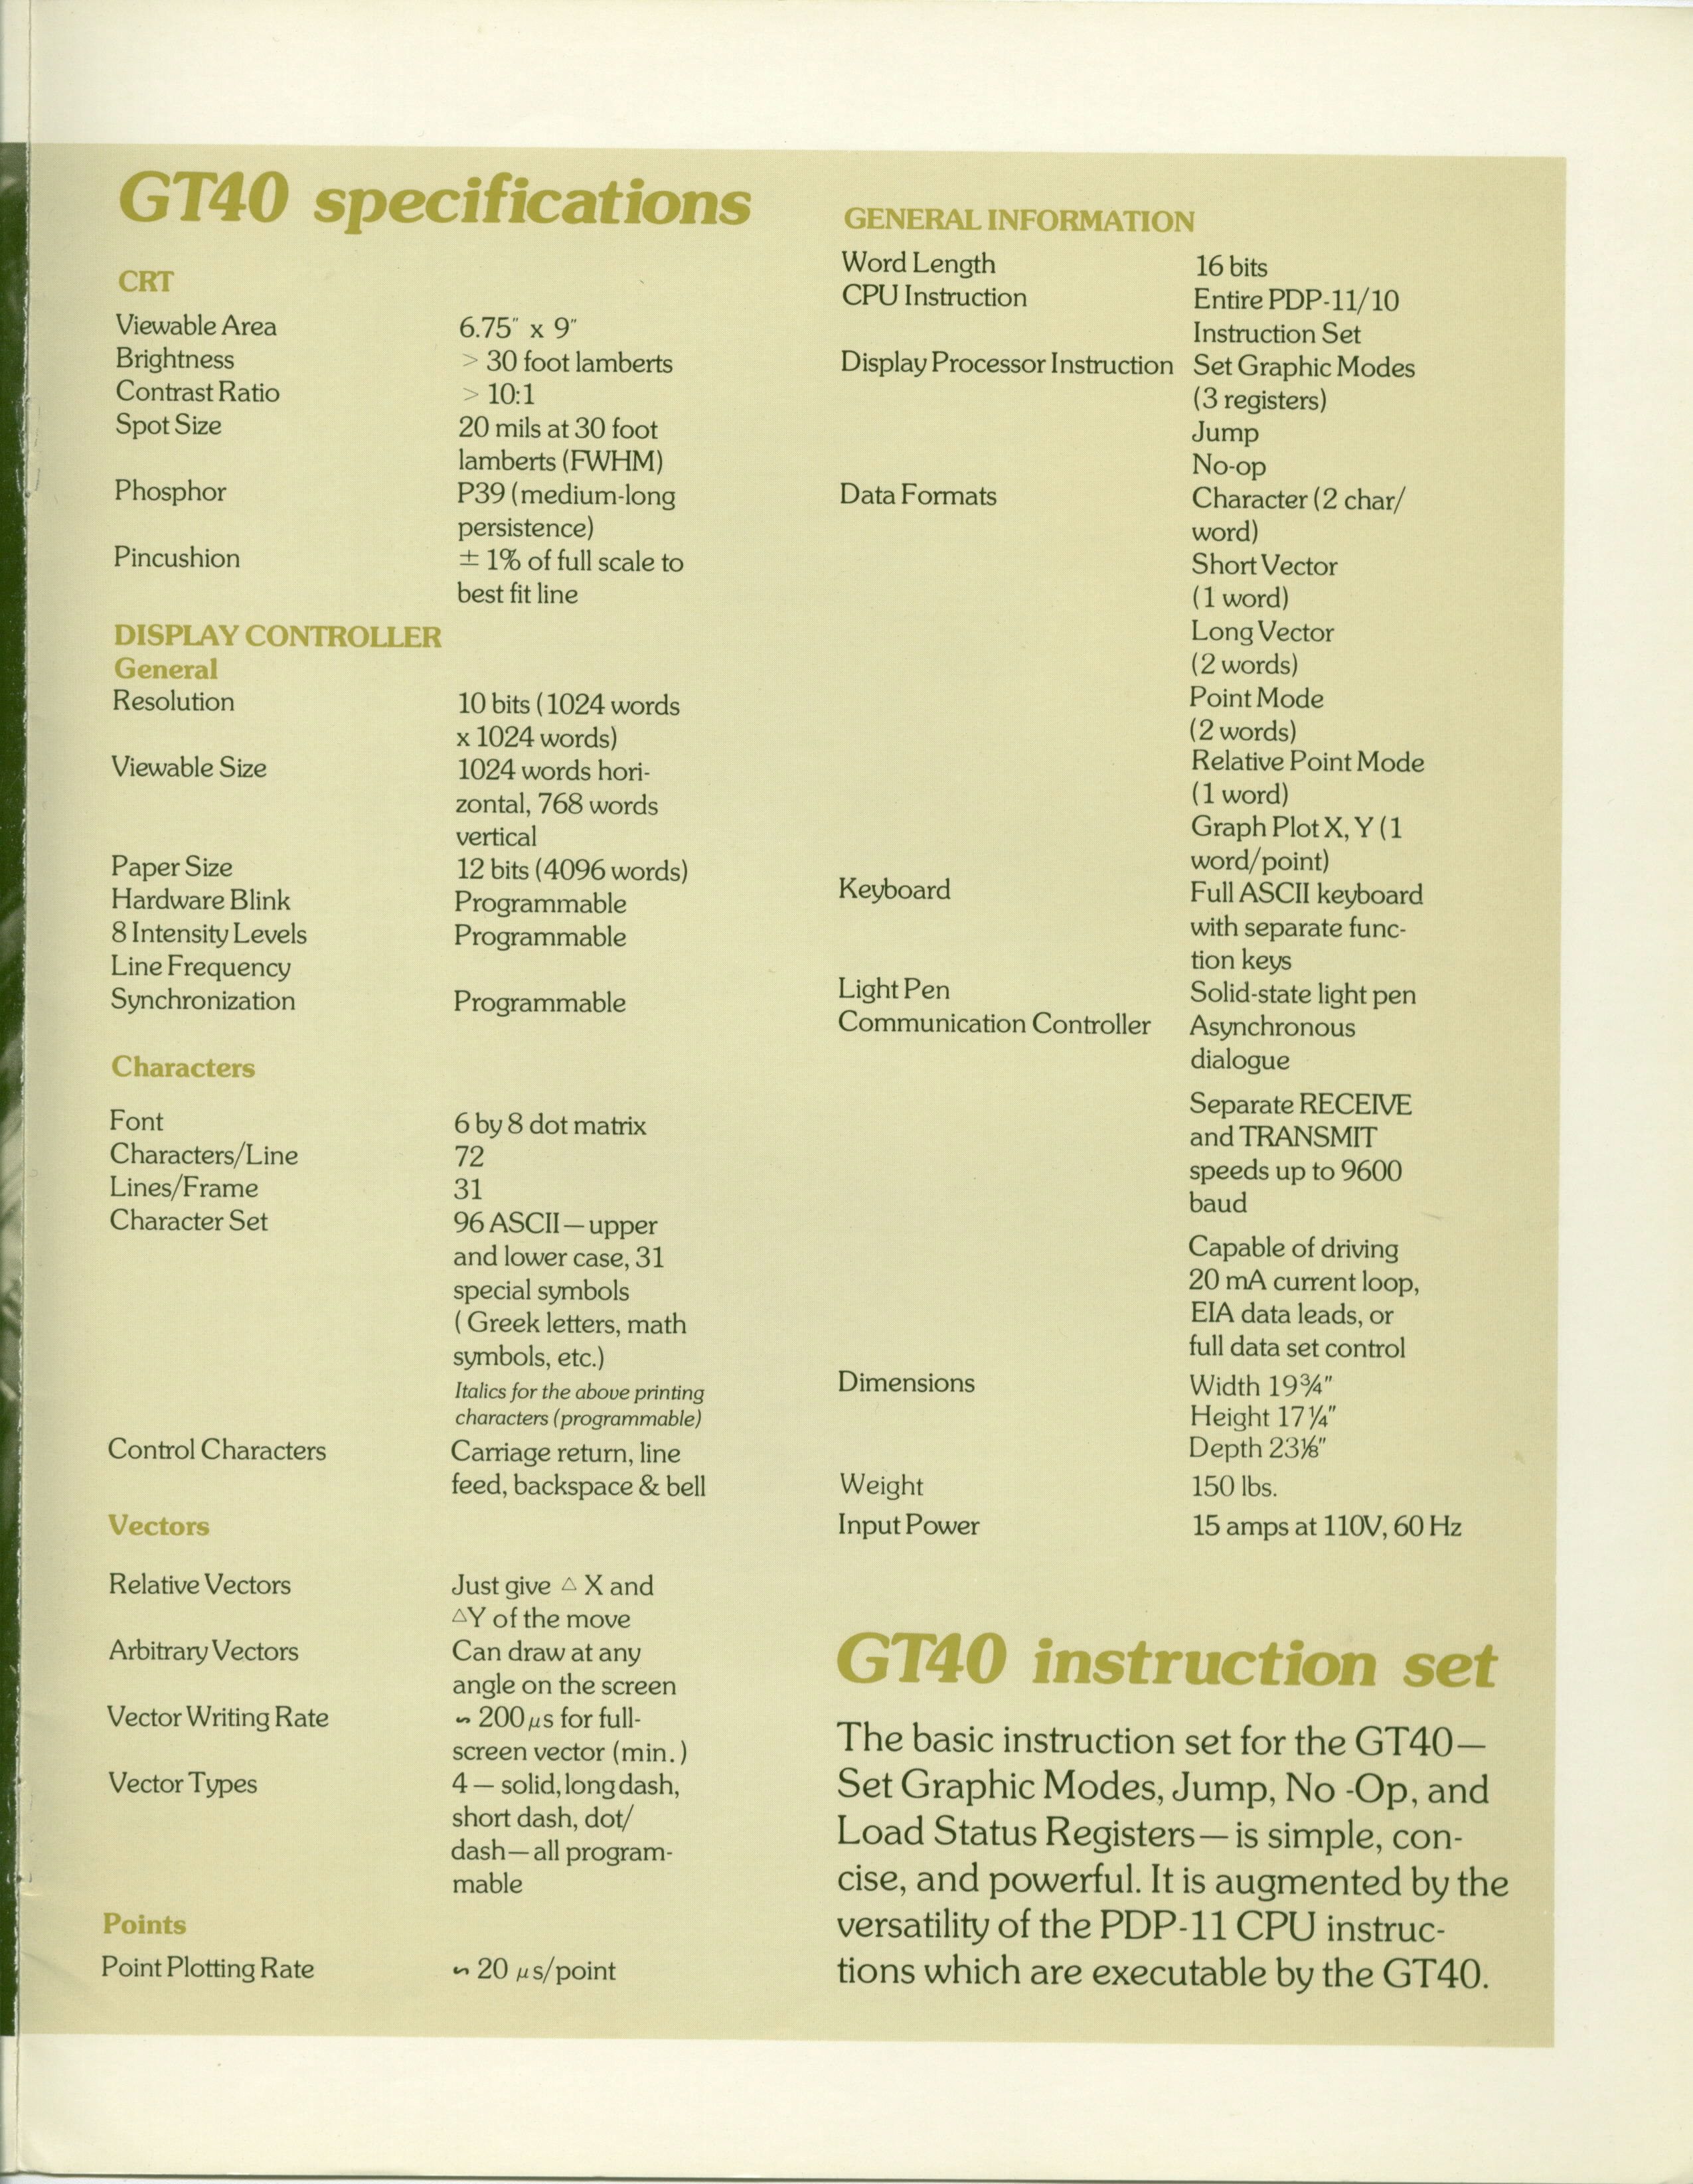 GT40 specifications
CRT
Viewable Area 6.75" x 9"
Brightness > 30 foot lamberts
Contrast Ratio > 10:1
Spot Size 20 mils at 30 foot
lamberts (FWHM)
Phosphor P39 (medium-long
persistence)
Pincushion ± 1% of full scale to
best fit line
DISPLAY CONTROLLER
General
Resolution 10 bits (1024 words
x 1024 words)
Viewable Size 1024 words hori-
zontal, 768 words
vertical
Paper Size 12 bits (4096 words)
Hardware Blink Programmable
8 Intensity Levels Programmable
Line Frequency
Synchronization Programmable
Characters
Font 6 by 8 dot matrix
Characters/Line 72
Lines/Frame 31
Character Set 96 ASCII—upper
and lower case, 31
special symbols
( Greek letters, math
symbols, etc.)
Italics for the above printing
characters (programmable)
Control Characters Carriage return, line
feed, backspace & bell
Vectors
Relative Vectors Just give △ X and
△Y of the move
Arbitrary Vectors Can draw at any
angle on the screen
Vector Writing Rate ~ 200 μs for full-
screen vector (min.)
Vector Types 4 — solid, long dash,
short dash, dot/
dash—all program-
mable
Points
Point Plotting Rate ~ 20 μs/point
GENERAL INFORMATION
Word Length 16 bits
CPU Instruction Entire PDP-11/10
Instruction Set
Display Processor Instruction Set Graphic Modes
(3 registers)
Jump
No-op
Data Formats Character (2 char/
word)
Short Vector
(1 word)
Long Vector
(2 words)
Point Mode
(2 words)
Relative Point Mode
(1 word)
Graph Plot X, Y (1
word/point)
Keyboard Full ASCII keyboard
with separate func-
tion keys
Light Pen Solid-state light pen
Communication Controller Asynchronous
dialogue
Separate RECEIVE
and TRANSMIT
speeds up to 9600
baud
Capable of driving
20 mA current loop,
EIA data leads, or
full data set control
Dimensions Width 19¾"
Height 17¼"
Depth 23⅛"
Weight 150 lbs.
Input Power 15 amps at 110V, 60 Hz
GT40 instruction set
The basic instruction set for the GT40—
Set Graphic Modes, Jump, No -Op, and
Load Status Registers—is simple, con-
cise, and powerful. It is augmented by the
versatility of the PDP-11 CPU instruc-
tions which are executable by the GT40.